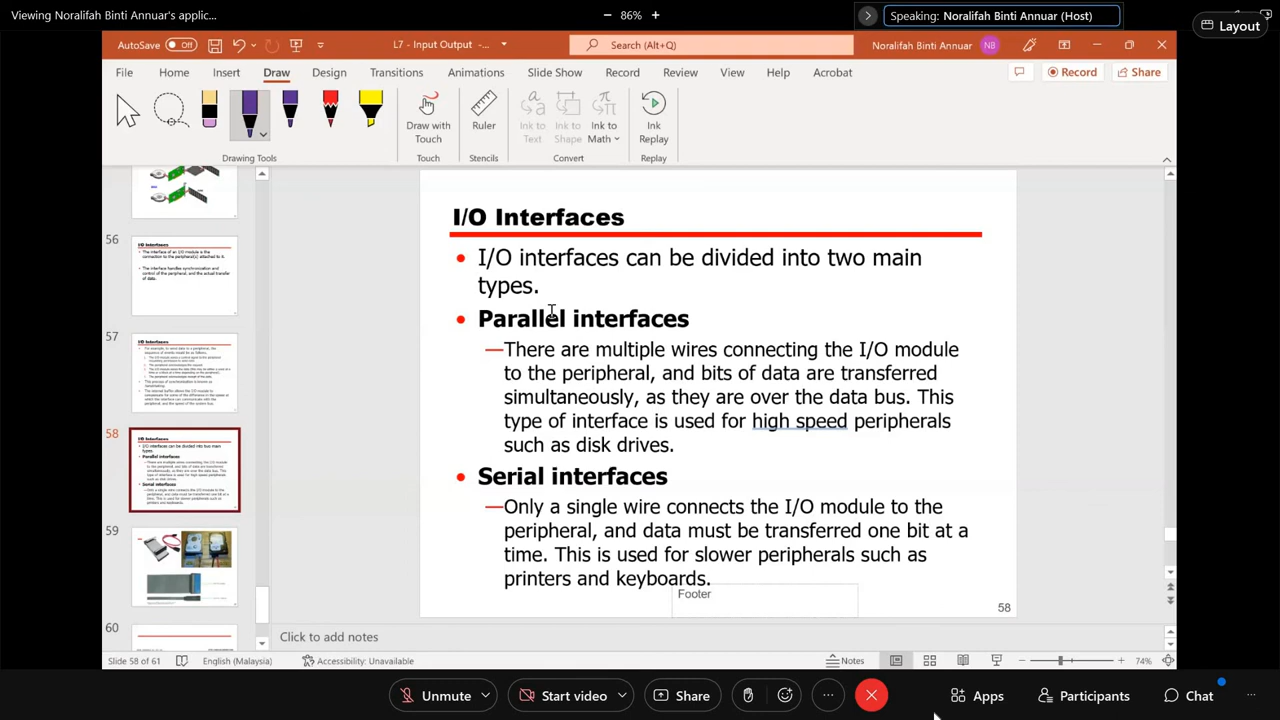 Viewing Noralifah Binti Annuar's applic...
86%
Speaking: Noralifah Binti Annuar (Host)
Layout
AutoSave Off
L7 - Input Output -...
Search (Alt+Q)
Noralifah Binti Annuar NB
File Home Insert Draw Design Transitions Animations Slide Show Record Review View Help Acrobat
Record Share
Draw with Touch
Ruler
Ink to Text
Ink to Shape
Ink to Math
Ink Replay
Drawing Tools Touch Stencils Convert Replay
56
I/O Interfaces
57
I/O Interfaces
58
I/O Interfaces
59
60
I/O Interfaces
I/O interfaces can be divided into two main
types.
Parallel interfaces
—There are multiple wires connecting the I/O module
to the peripheral, and bits of data are transferred
simultaneously, as they are over the data bus. This
type of interface is used for high speed peripherals
such as disk drives.
Serial interfaces
—Only a single wire connects the I/O module to the
peripheral, and data must be transferred one bit at a
time. This is used for slower peripherals such as
printers and keyboards.
Footer
58
Click to add notes
Slide 58 of 61 English (Malaysia) Accessibility: Unavailable Notes 74%
Unmute Start video Share Apps Participants Chat